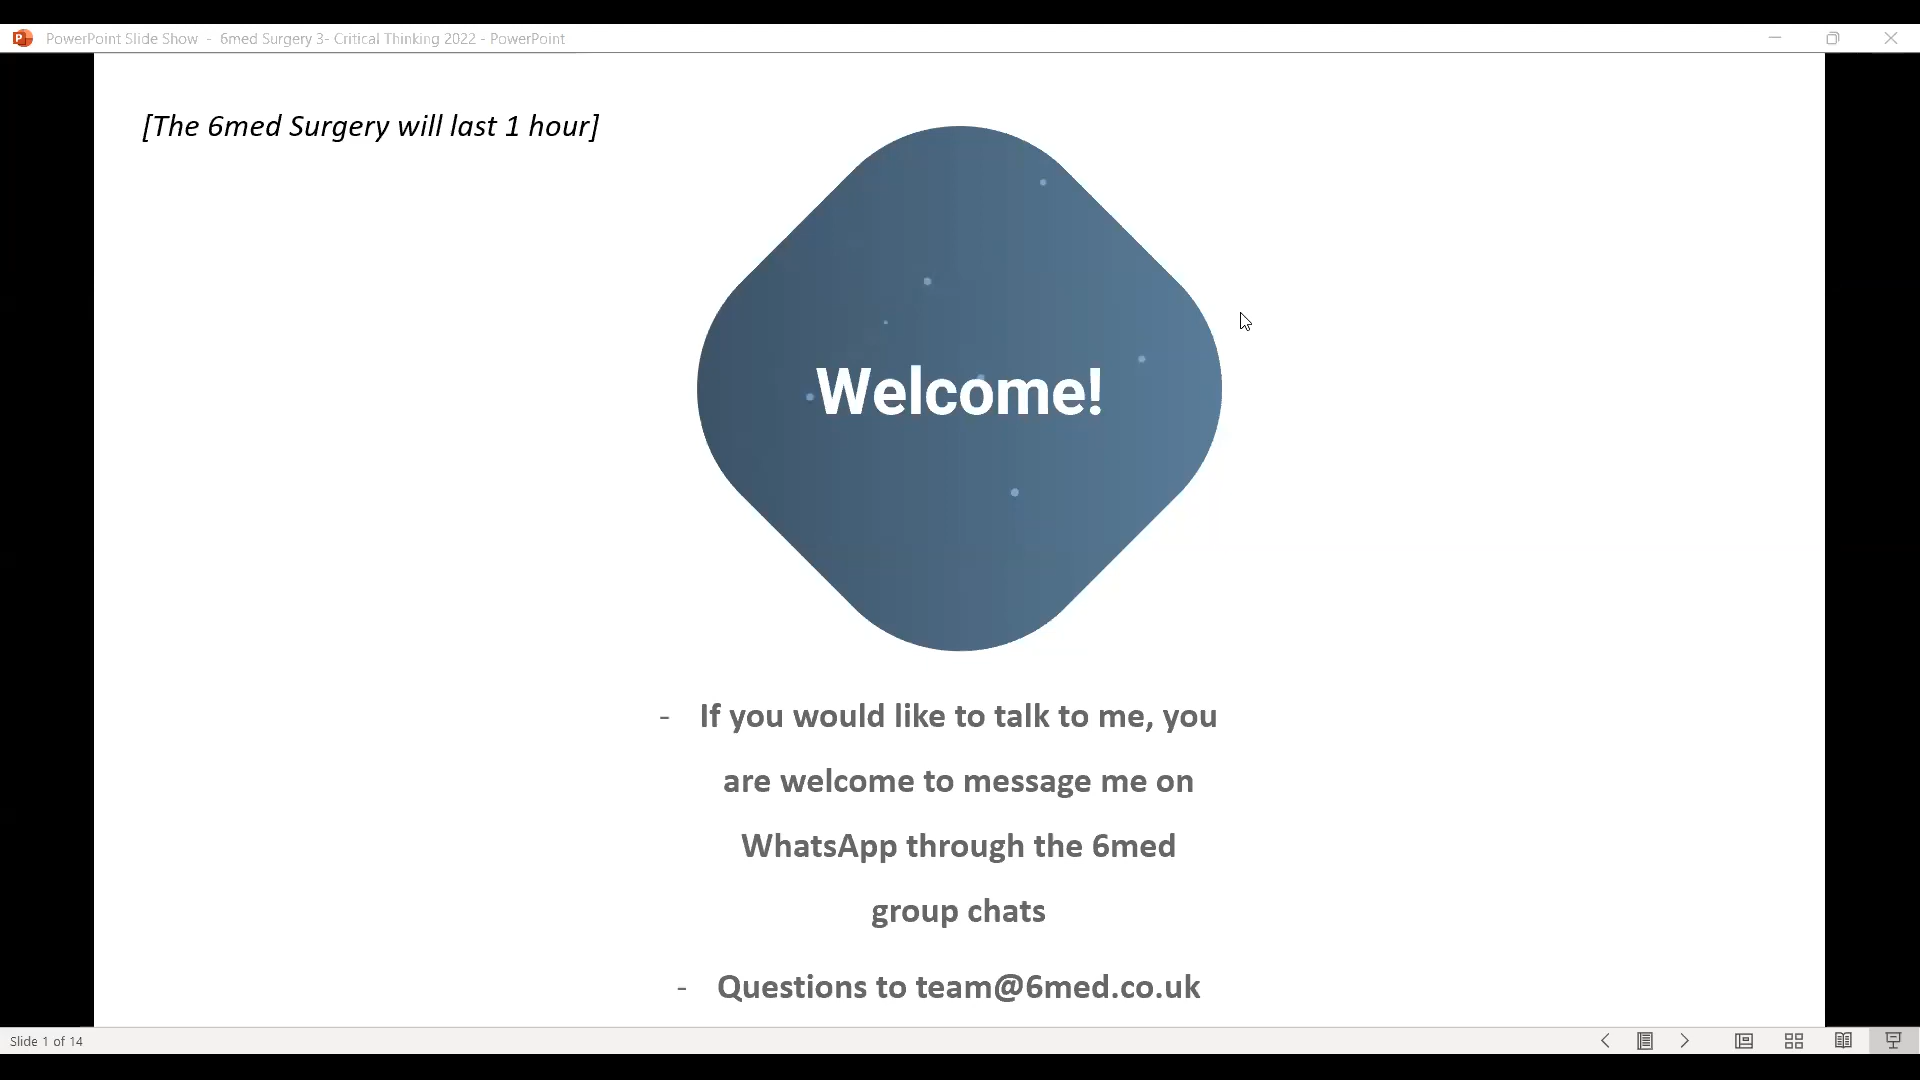 PowerPoint Slide Show - 6med Surgery 3- Critical Thinking 2022 - PowerPoint
[The 6med Surgery will last 1 hour]
Welcome!
- If you would like to talk to me, you
are welcome to message me on
WhatsApp through the 6med
group chats
- Questions to team@6med.co.uk
Slide 1 of 14